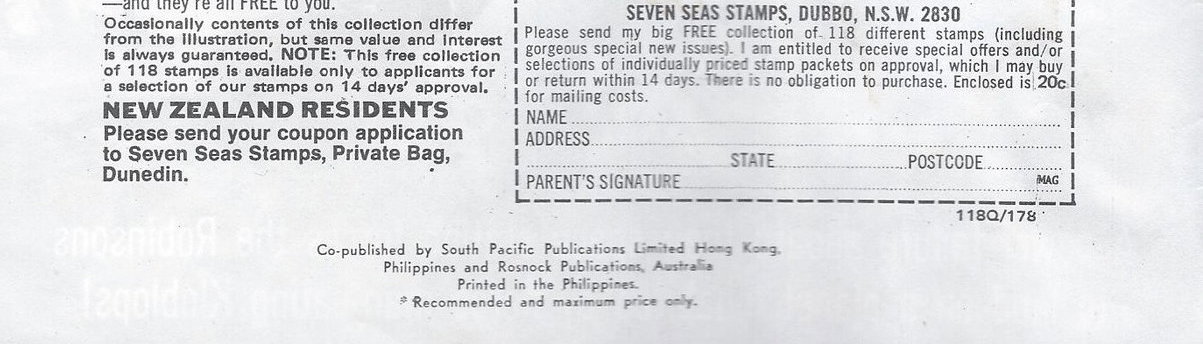 —and they're all FREE to you.
Occasionally contents of this collection differ
from the illustration, but same value and interest
is always guaranteed. NOTE: This free collection
of 118 stamps is available only to applicants for
a selection of our stamps on 14 days' approval.
NEW ZEALAND RESIDENTS
Please send your coupon application
to Seven Seas Stamps, Private Bag,
Dunedin.
SEVEN SEAS STAMPS, DUBBO, N.S.W. 2830
Please send my big FREE collection of 118 different stamps (including
gorgeous special new issues). I am entitled to receive special offers and/or
selections of individually priced stamp packets on approval, which I may buy
or return within 14 days. There is no obligation to purchase. Enclosed is 20c
for mailing costs.
NAME
ADDRESS
STATE POSTCODE
PARENT'S SIGNATURE MAG
118Q/178
Co-published by South Pacific Publications Limited Hong Kong,
Philippines and Rosnock Publications, Australia
Printed in the Philippines.
* Recommended and maximum price only.